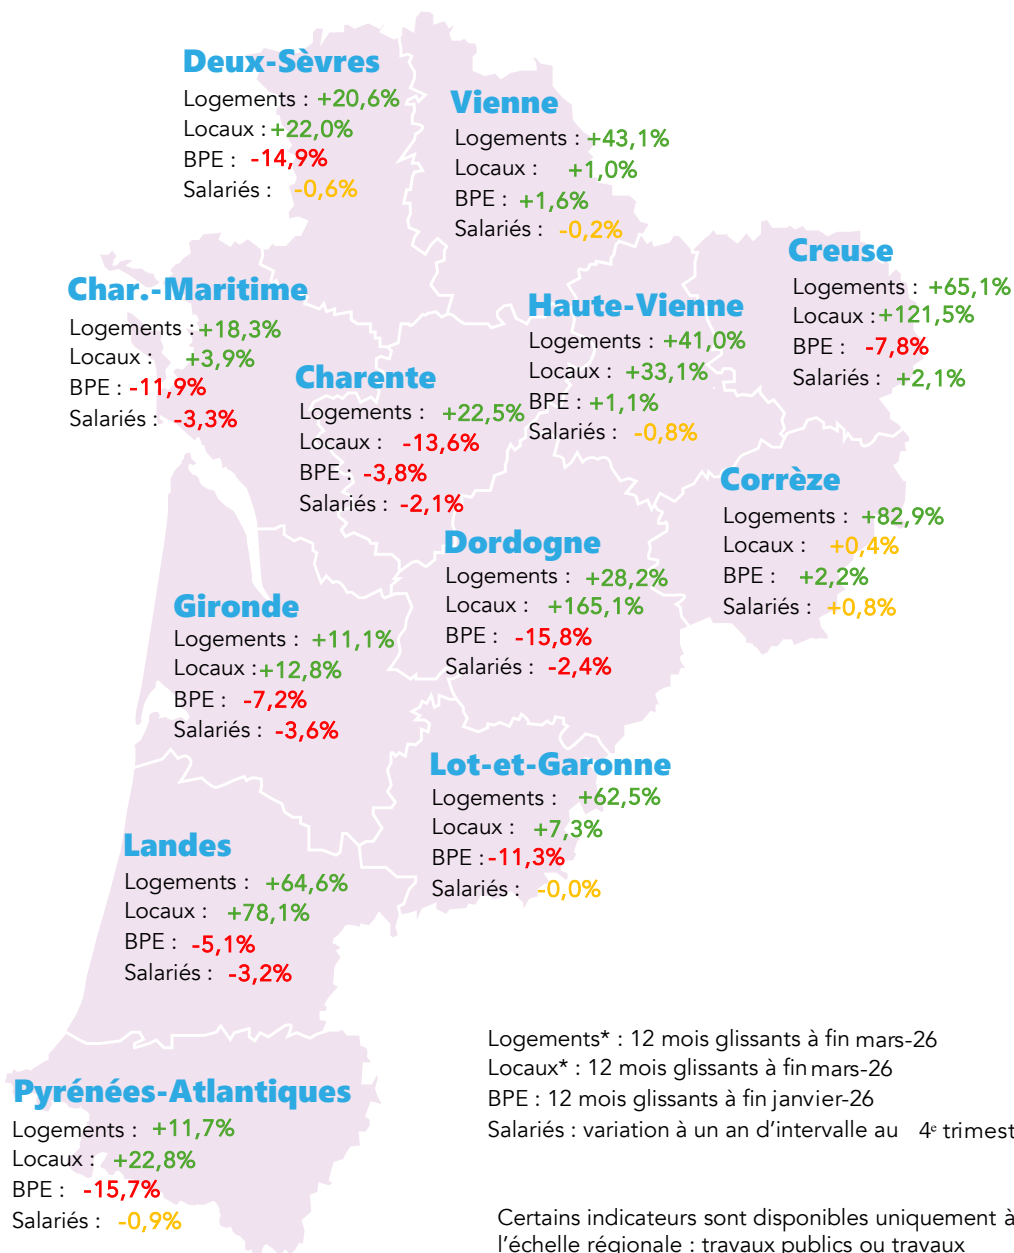 Deux-Sèvres
Logements : +20,6%
Locaux : +22,0%
BPE : -14,9%
Salariés : -0,6%
Vienne
Logements : +43,1%
Locaux : +1,0%
BPE : +1,6%
Salariés : -0,2%
Creuse
Logements : +65,1%
Locaux : +121,5%
BPE : -7,8%
Salariés : +2,1%
Char.-Maritime
Logements : +18,3%
Locaux : +3,9%
BPE : -11,9%
Salariés : -3,3%
Haute-Vienne
Logements : +41,0%
Locaux : +33,1%
BPE : +1,1%
Salariés : -0,8%
Charente
Logements : +22,5%
Locaux : -13,6%
BPE : -3,8%
Salariés : -2,1%
Corrèze
Logements : +82,9%
Locaux : +0,4%
BPE : +2,2%
Salariés : +0,8%
Dordogne
Logements : +28,2%
Locaux : +165,1%
BPE : -15,8%
Salariés : -2,4%
Gironde
Logements : +11,1%
Locaux : +12,8%
BPE : -7,2%
Salariés : -3,6%
Lot-et-Garonne
Logements : +62,5%
Locaux : +7,3%
BPE : -11,3%
Salariés : -0,0%
Landes
Logements : +64,6%
Locaux : +78,1%
BPE : -5,1%
Salariés : -3,2%
Pyrénées-Atlantiques
Logements : +11,7%
Locaux : +22,8%
BPE : -15,7%
Salariés : -0,9%
Logements* : 12 mois glissants à fin mars-26
Locaux* : 12 mois glissants à fin mars-26
BPE : 12 mois glissants à fin janvier-26
Salariés : variation à un an d'intervalle au 4e trimest
Certains indicateurs sont disponibles uniquement à
l'échelle régionale : travaux publics ou travaux